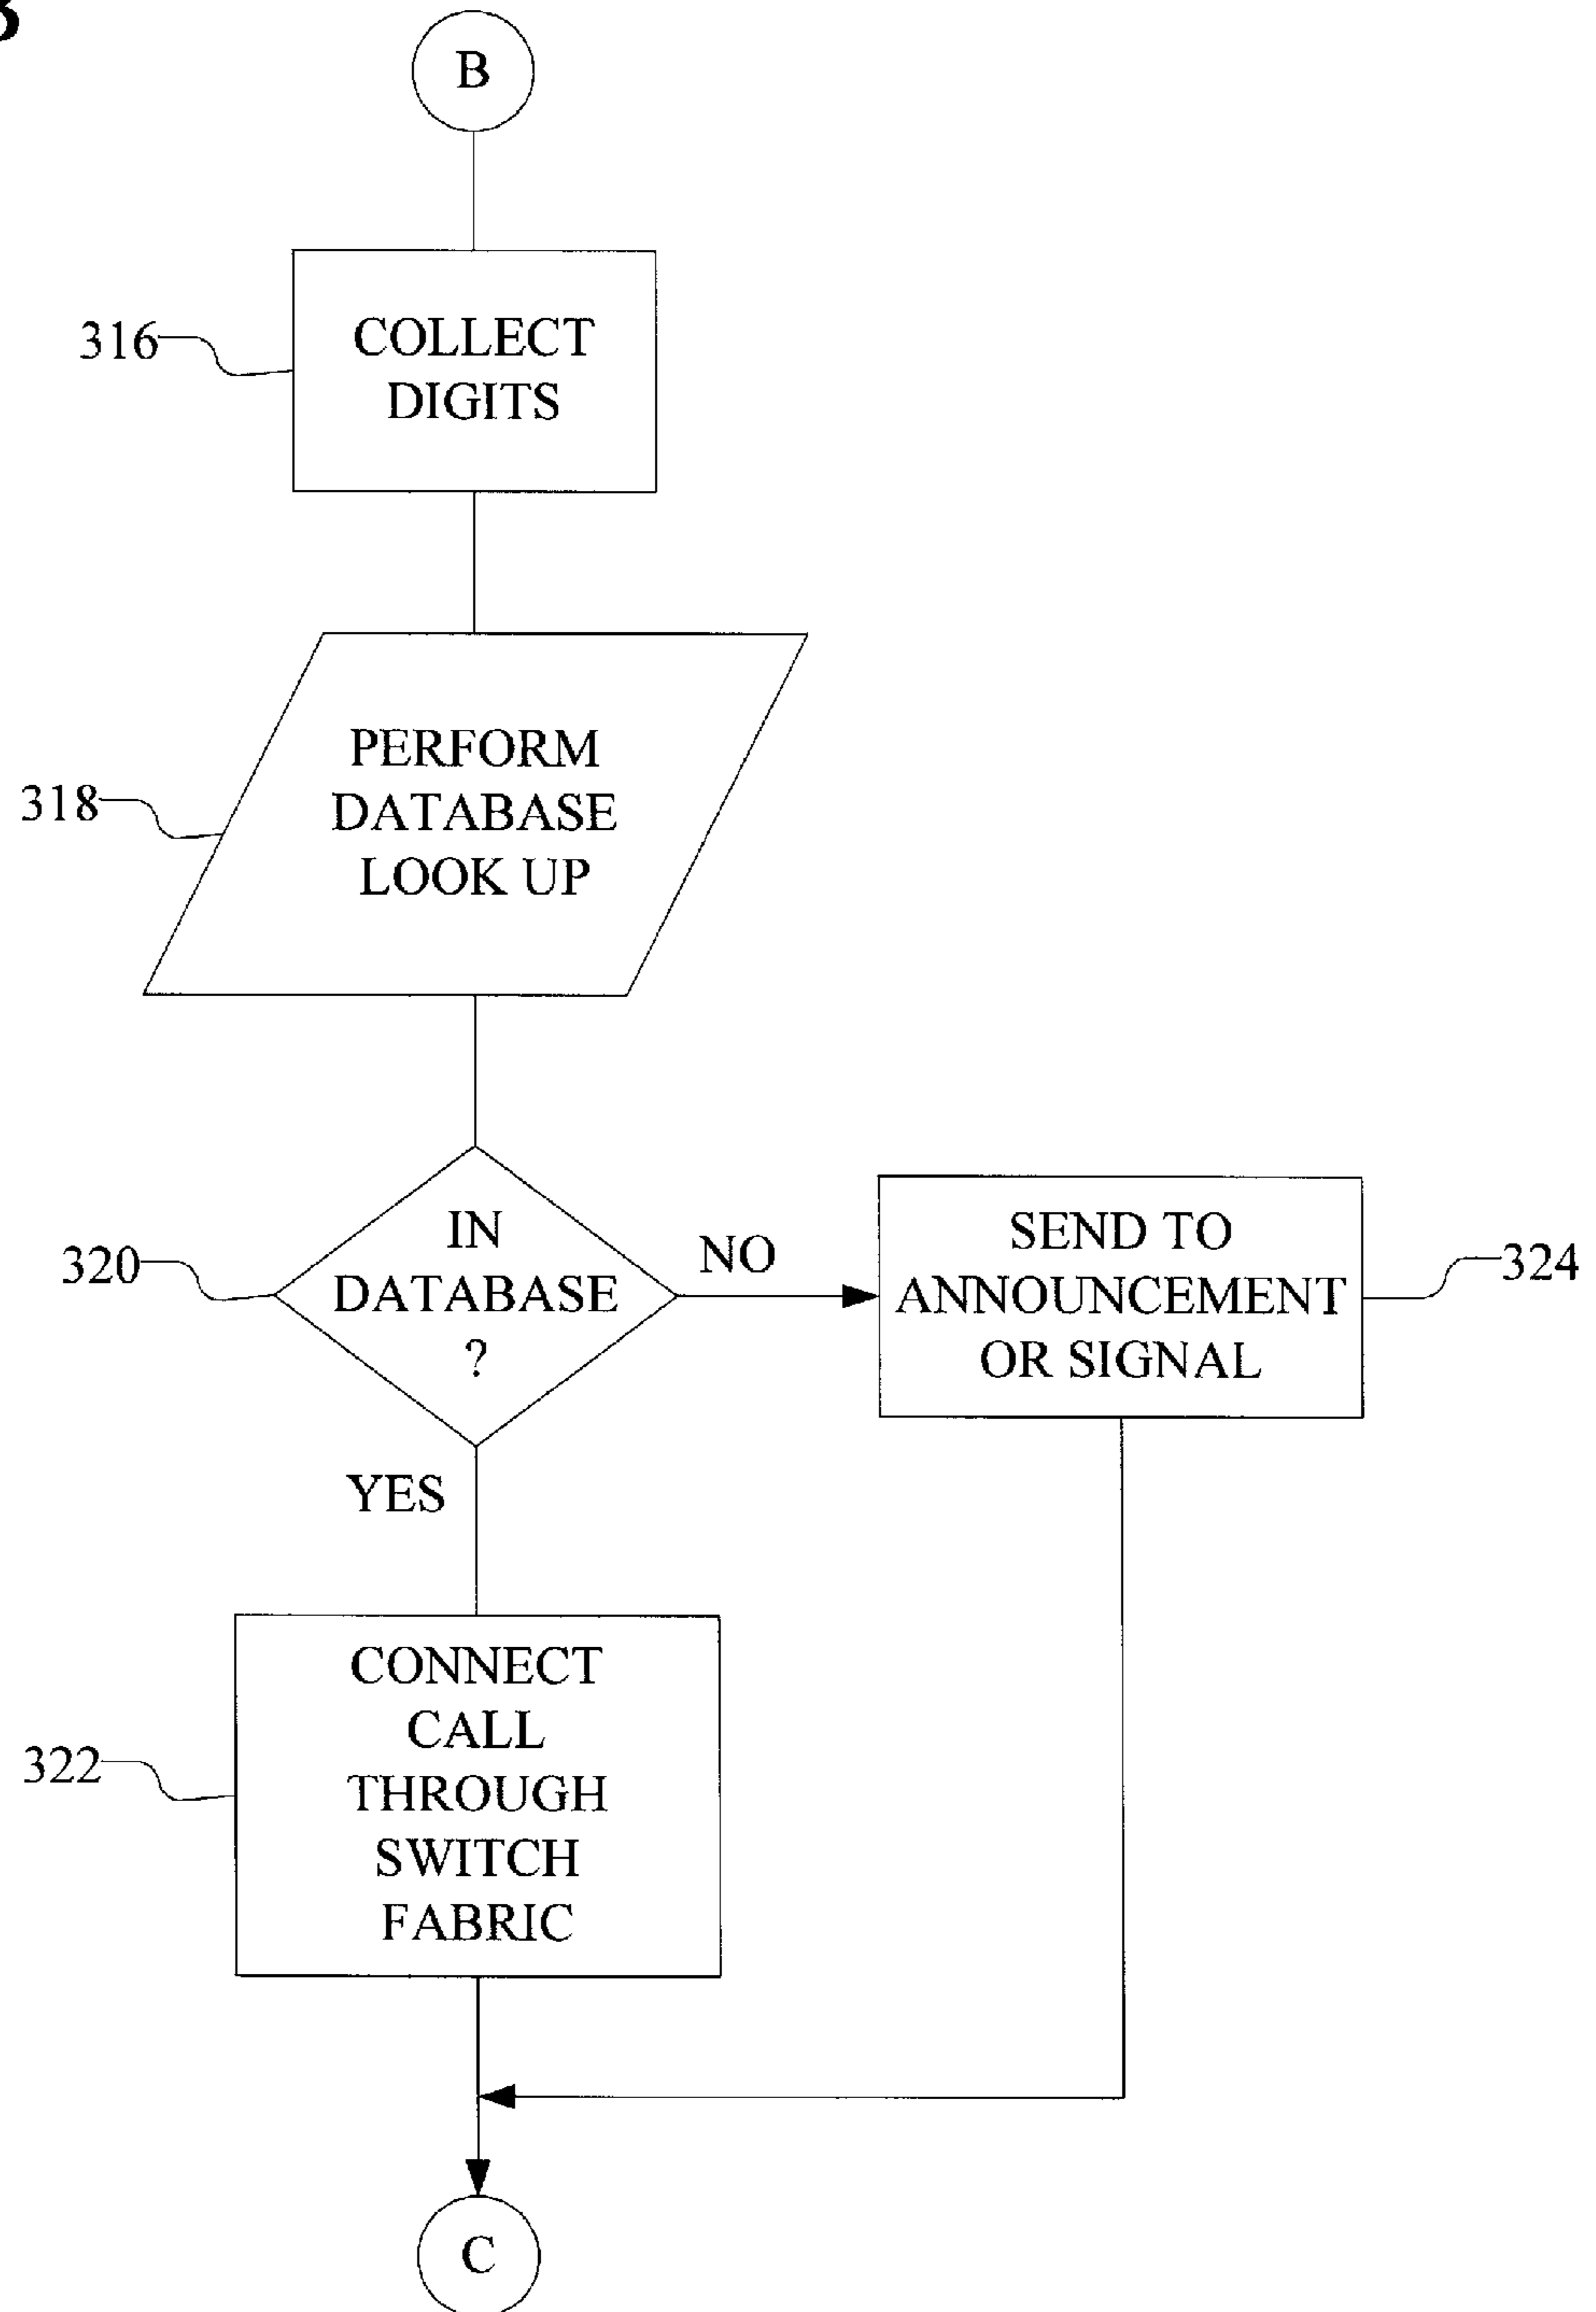 B
B
316
COLLECT
DIGITS
318
PERFORM
DATABASE
LOOK UP
320
IN
DATABASE
?
NO
SEND TO
ANNOUNCEMENT
OR SIGNAL
324
YES
322
CONNECT
CALL
THROUGH
SWITCH
FABRIC
C